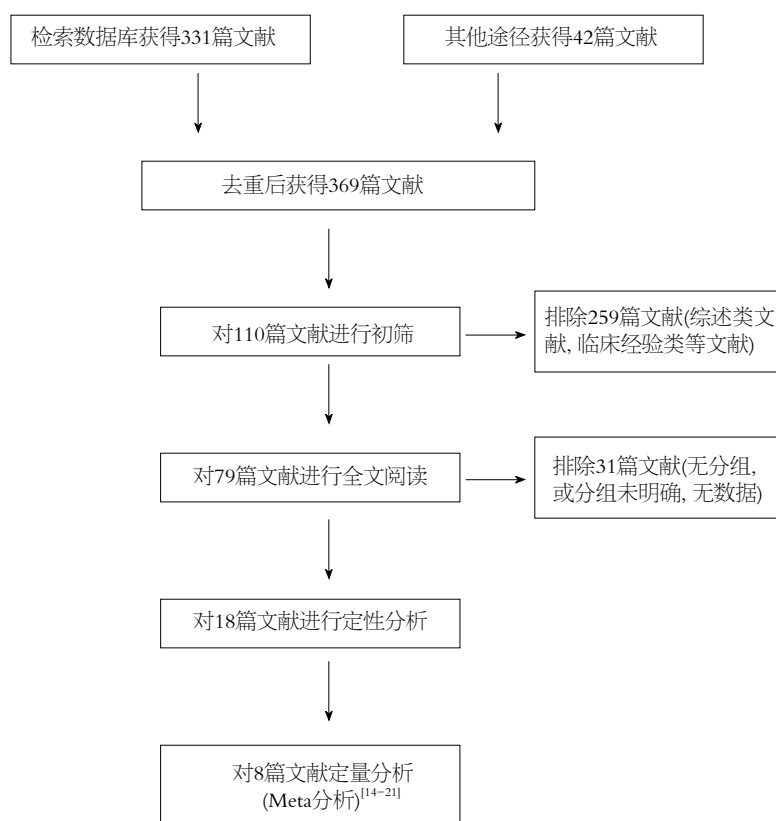 检索数据库获得331篇文献
其他途径获得42篇文献
去重后获得369篇文献
对110篇文献进行初筛
排除259篇文献(综述类文
献, 临床经验类等文献)
对79篇文献进行全文阅读
排除31篇文献(无分组,
或分组未明确, 无数据)
对18篇文献进行定性分析
对8篇文献定量分析
(Meta分析)[14-21]